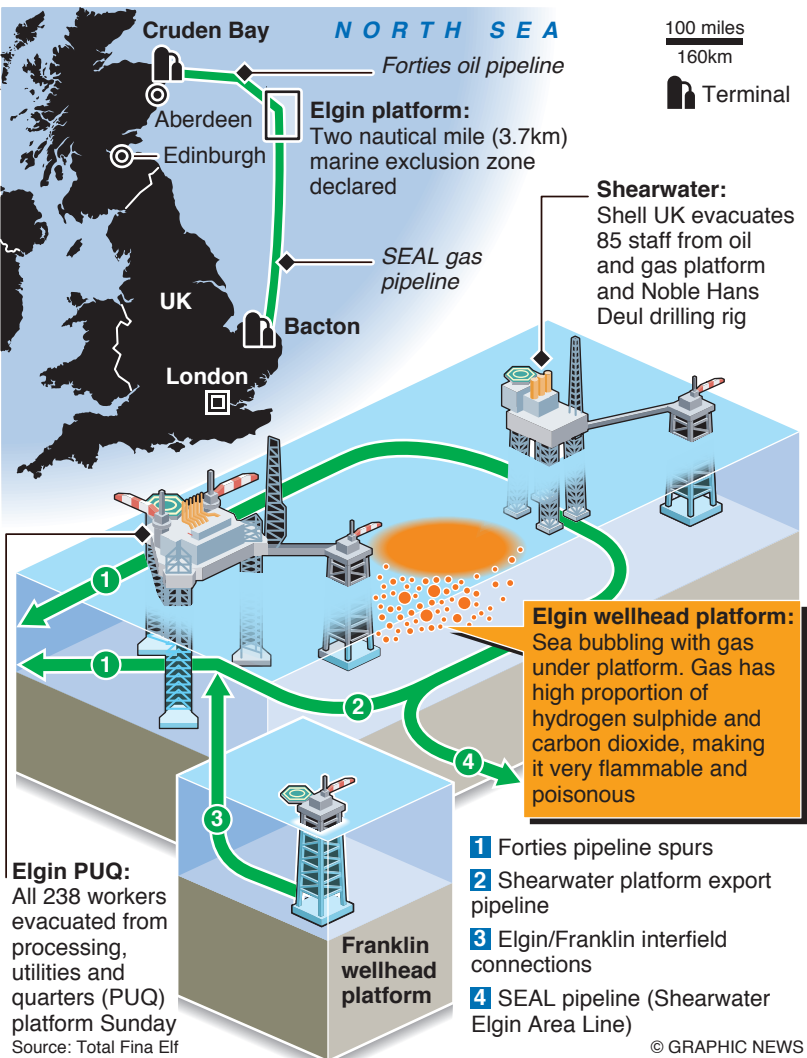 Cruden Bay
NORTH SEA
100 miles
160km
Terminal
Forties oil pipeline
Aberdeen
Edinburgh
Elgin platform:
Two nautical mile (3.7km)
marine exclusion zone
declared
Shearwater:
Shell UK evacuates
85 staff from oil
and gas platform
and Noble Hans
Deul drilling rig
SEAL gas
pipeline
UK
Bacton
London
1
1
2
3
4
Elgin wellhead platform:
Sea bubbling with gas
under platform. Gas has
high proportion of
hydrogen sulphide and
carbon dioxide, making
it very flammable and
poisonous
Elgin PUQ:
All 238 workers
evacuated from
processing,
utilities and
quarters (PUQ)
platform Sunday
Franklin
wellhead
platform
1 Forties pipeline spurs
2 Shearwater platform export
pipeline
3 Elgin/Franklin interfield
connections
4 SEAL pipeline (Shearwater
Elgin Area Line)
Source: Total Fina Elf
© GRAPHIC NEWS